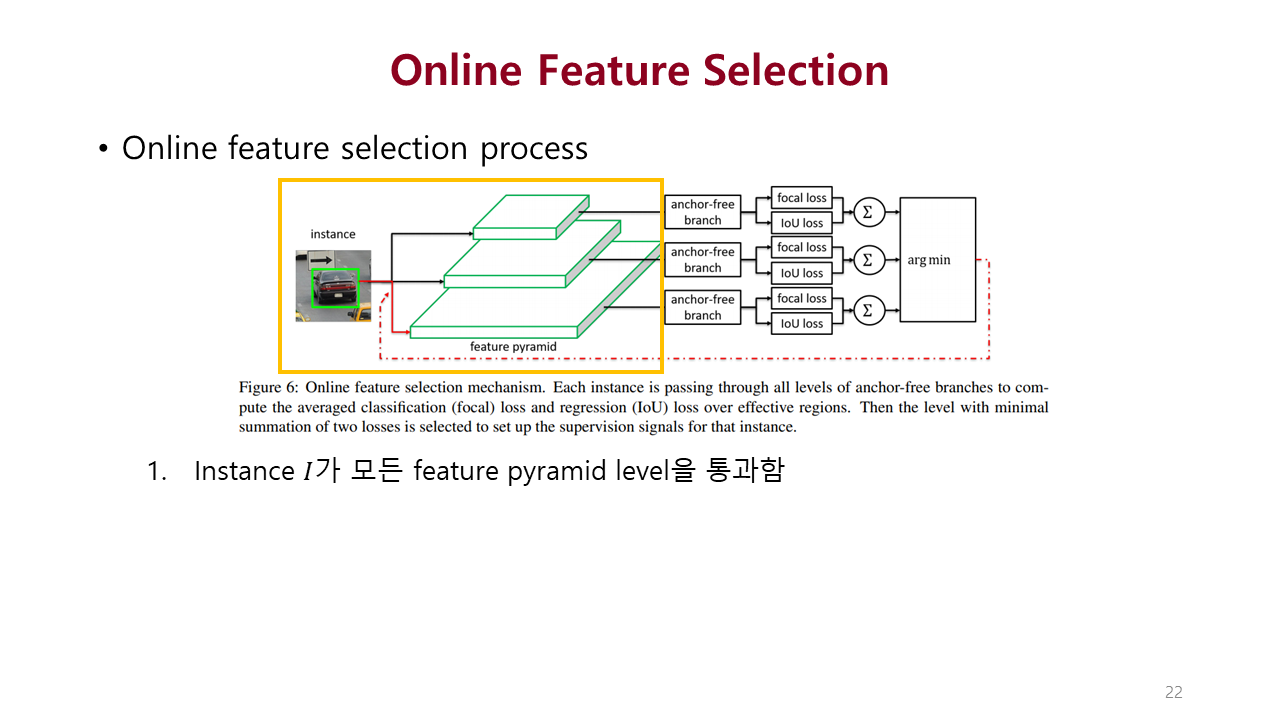 Online Feature Selection
• Online feature selection process
instance
feature pyramid
anchor-free
branch
focal loss
IoU loss
Σ
anchor-free
branch
focal loss
IoU loss
Σ
anchor-free
branch
focal loss
IoU loss
Σ
arg min
Figure 6: Online feature selection mechanism. Each instance is passing through all levels of anchor-free branches to com-
pute the averaged classification (focal) loss and regression (IoU) loss over effective regions. Then the level with minimal
summation of two losses is selected to set up the supervision signals for that instance.
1. Instance I가 모든 feature pyramid level을 통과함
22